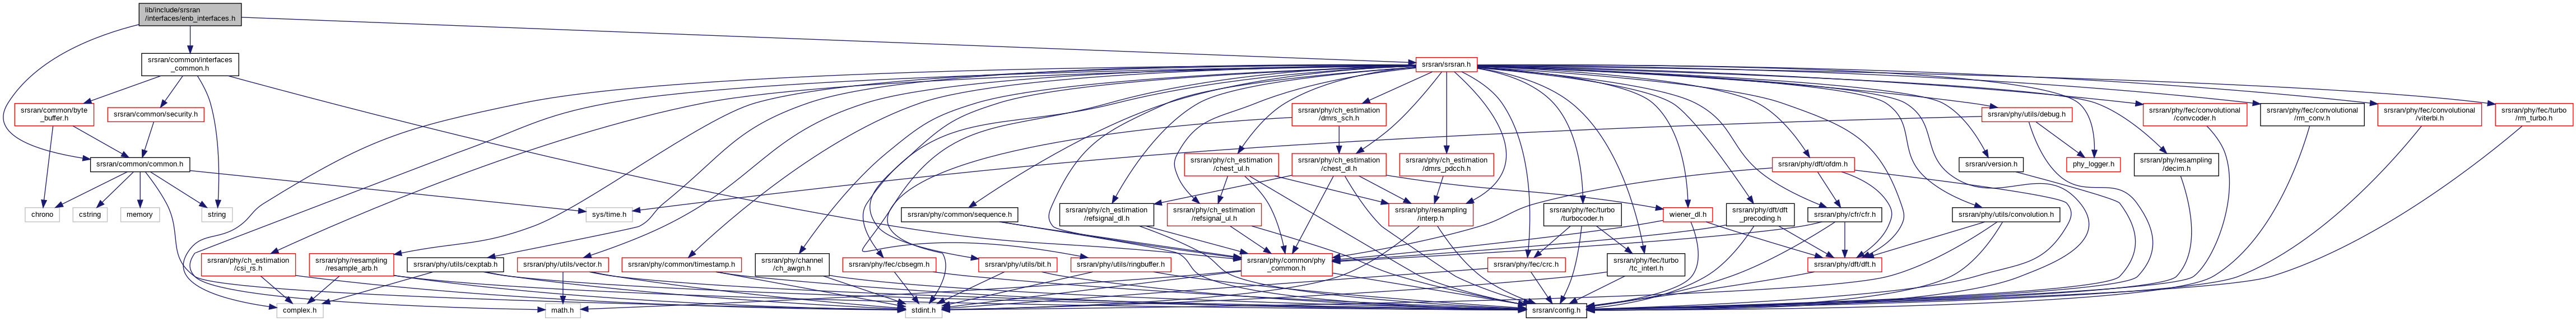 lib/include/srsran
/interfaces/enb_interfaces.h
srsran/common/interfaces
_common.h
srsran/srsran.h
srsran/common/byte
_buffer.h
srsran/common/security.h
srsran/phy/ch_estimation
/dmrs_sch.h
srsran/phy/utils/debug.h
srsran/phy/fec/convolutional
/convcoder.h
srsran/phy/fec/convolutional
/rm_conv.h
srsran/phy/fec/convolutional
/viterbi.h
srsran/phy/fec/turbo
/rm_turbo.h
srsran/common/common.h
srsran/phy/ch_estimation
/chest_ul.h
srsran/phy/ch_estimation
/chest_dl.h
srsran/phy/ch_estimation
/dmrs_pdcch.h
srsran/phy/dft/ofdm.h
srsran/version.h
phy_logger.h
srsran/phy/resampling
/decim.h
chrono
cstring
memory
string
sys/time.h
srsran/phy/common/sequence.h
srsran/phy/ch_estimation
/refsignal_dl.h
srsran/phy/ch_estimation
/refsignal_ul.h
srsran/phy/resampling
/interp.h
srsran/phy/fec/turbo
/turbocoder.h
wiener_dl.h
srsran/phy/dft/dft
_precoding.h
srsran/phy/cfr/cfr.h
srsran/phy/utils/convolution.h
srsran/phy/ch_estimation
/csi_rs.h
srsran/phy/resampling
/resample_arb.h
srsran/phy/utils/cexptab.h
srsran/phy/utils/vector.h
srsran/phy/common/timestamp.h
srsran/phy/channel
/ch_awgn.h
srsran/phy/fec/cbsegm.h
srsran/phy/utils/bit.h
srsran/phy/utils/ringbuffer.h
srsran/phy/common/phy
_common.h
srsran/phy/fec/crc.h
srsran/phy/fec/turbo
/tc_interl.h
srsran/phy/dft/dft.h
complex.h
math.h
stdint.h
srsran/config.h